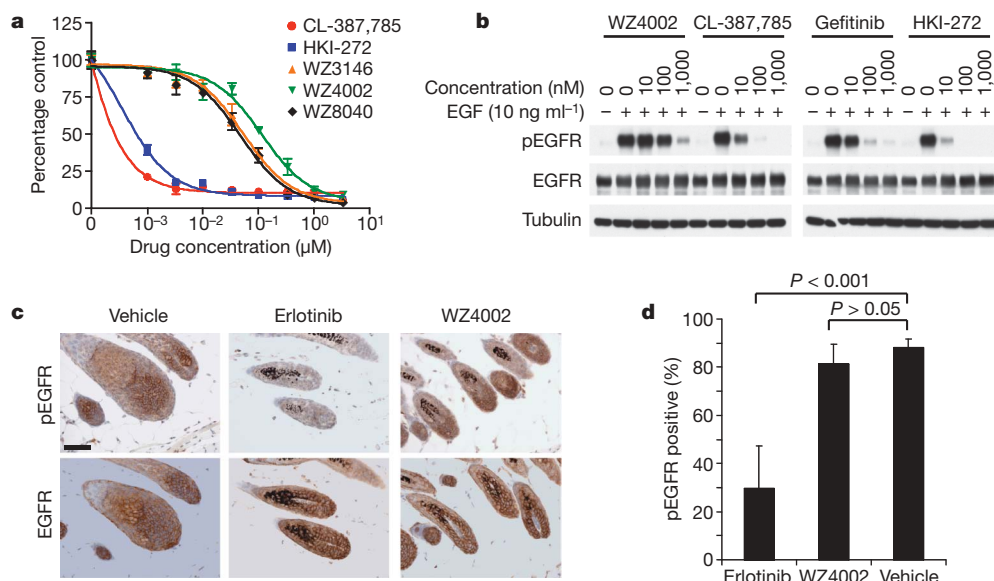 a
125
100
75
50
25
0
Percentage control
0
10⁻³
10⁻²
10⁻¹
10⁰
10¹
Drug concentration (µM)
CL-387,785
HKI-272
WZ3146
WZ4002
WZ8040
b
WZ4002 CL-387,785 Gefitinib HKI-272
Concentration (nM) 0 0 10 100 1,000 0 0 10 100 1,000 0 0 10 100 1,000 0 0 10 100 1,000
EGF (10 ng ml⁻¹) – + + + + – + + + + – + + + + – + + + +
pEGFR
EGFR
Tubulin
c
Vehicle Erlotinib WZ4002
pEGFR
EGFR
d
P < 0.001
P > 0.05
100
80
60
40
20
0
pEGFR positive (%)
Erlotinib WZ4002 Vehicle